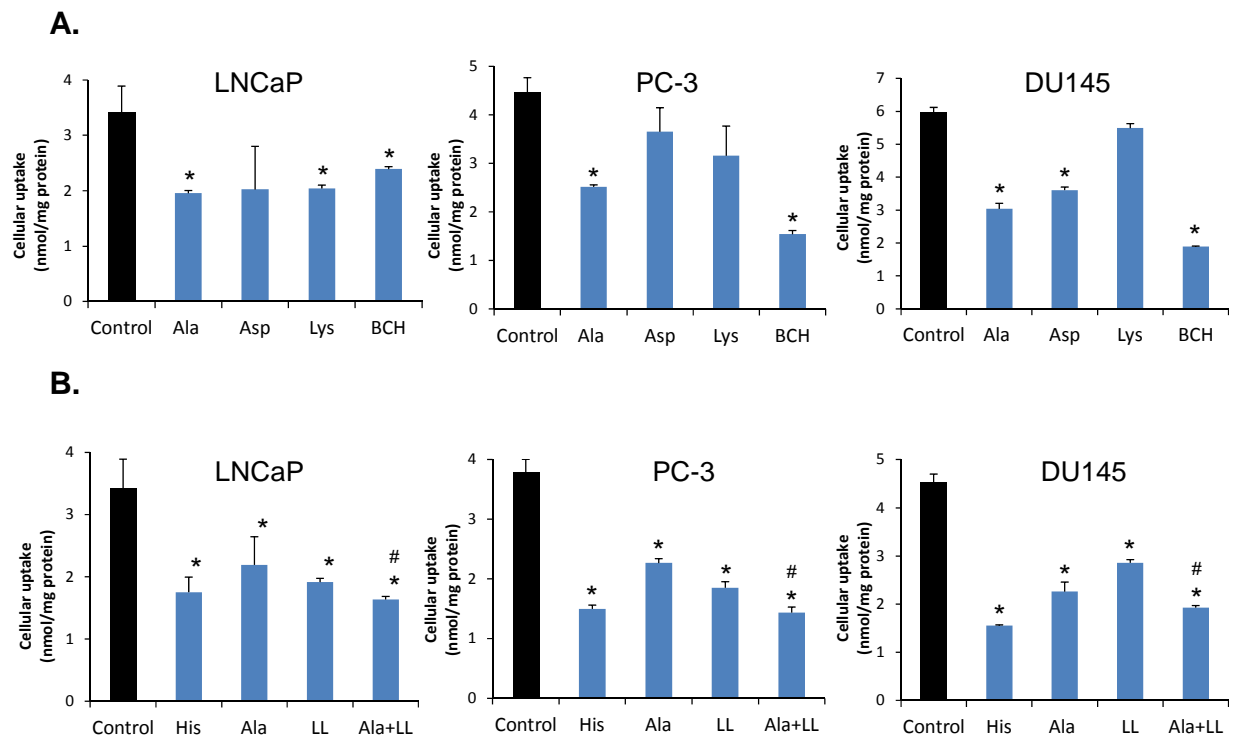 A.
LNCaP
Cellular uptake
(nmol/mg protein)
4
3
2
1
0
*
*
*
Control Ala Asp Lys BCH
PC-3
Cellular uptake
(nmol/mg protein)
5
4
3
2
1
0
*
*
Control Ala Asp Lys BCH
DU145
Cellular uptake
(nmol/mg protein)
7
6
5
4
3
2
1
0
*
*
*
Control Ala Asp Lys BCH
B.
LNCaP
Cellular uptake
(nmol/mg protein)
4
3
2
1
0
*
*
*
#
*
Control His Ala LL Ala+LL
PC-3
Cellular uptake
(nmol/mg protein)
4
3
2
1
0
*
*
*
#
*
Control His Ala LL Ala+LL
DU145
Cellular uptake
(nmol/mg protein)
5
4
3
2
1
0
*
*
*
#
*
Control His Ala LL Ala+LL